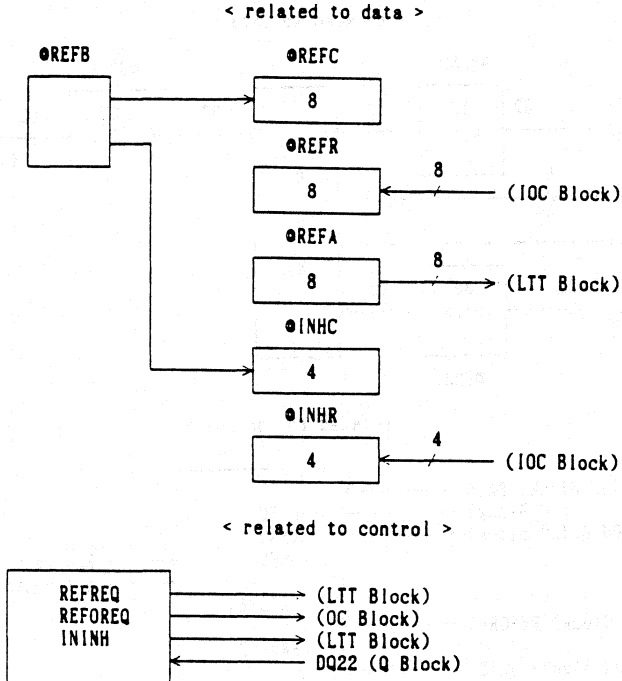 < related to data >
@REFB
@REFC
8
@REFR
8
8
(IOC Block)
@REFA
8
8
(LTT Block)
@INHC
4
@INHR
4
4
(IOC Block)
< related to control >
REFREQ
(LTT Block)
REFOREQ
(OC Block)
ININH
(LTT Block)
DQ22 (Q Block)